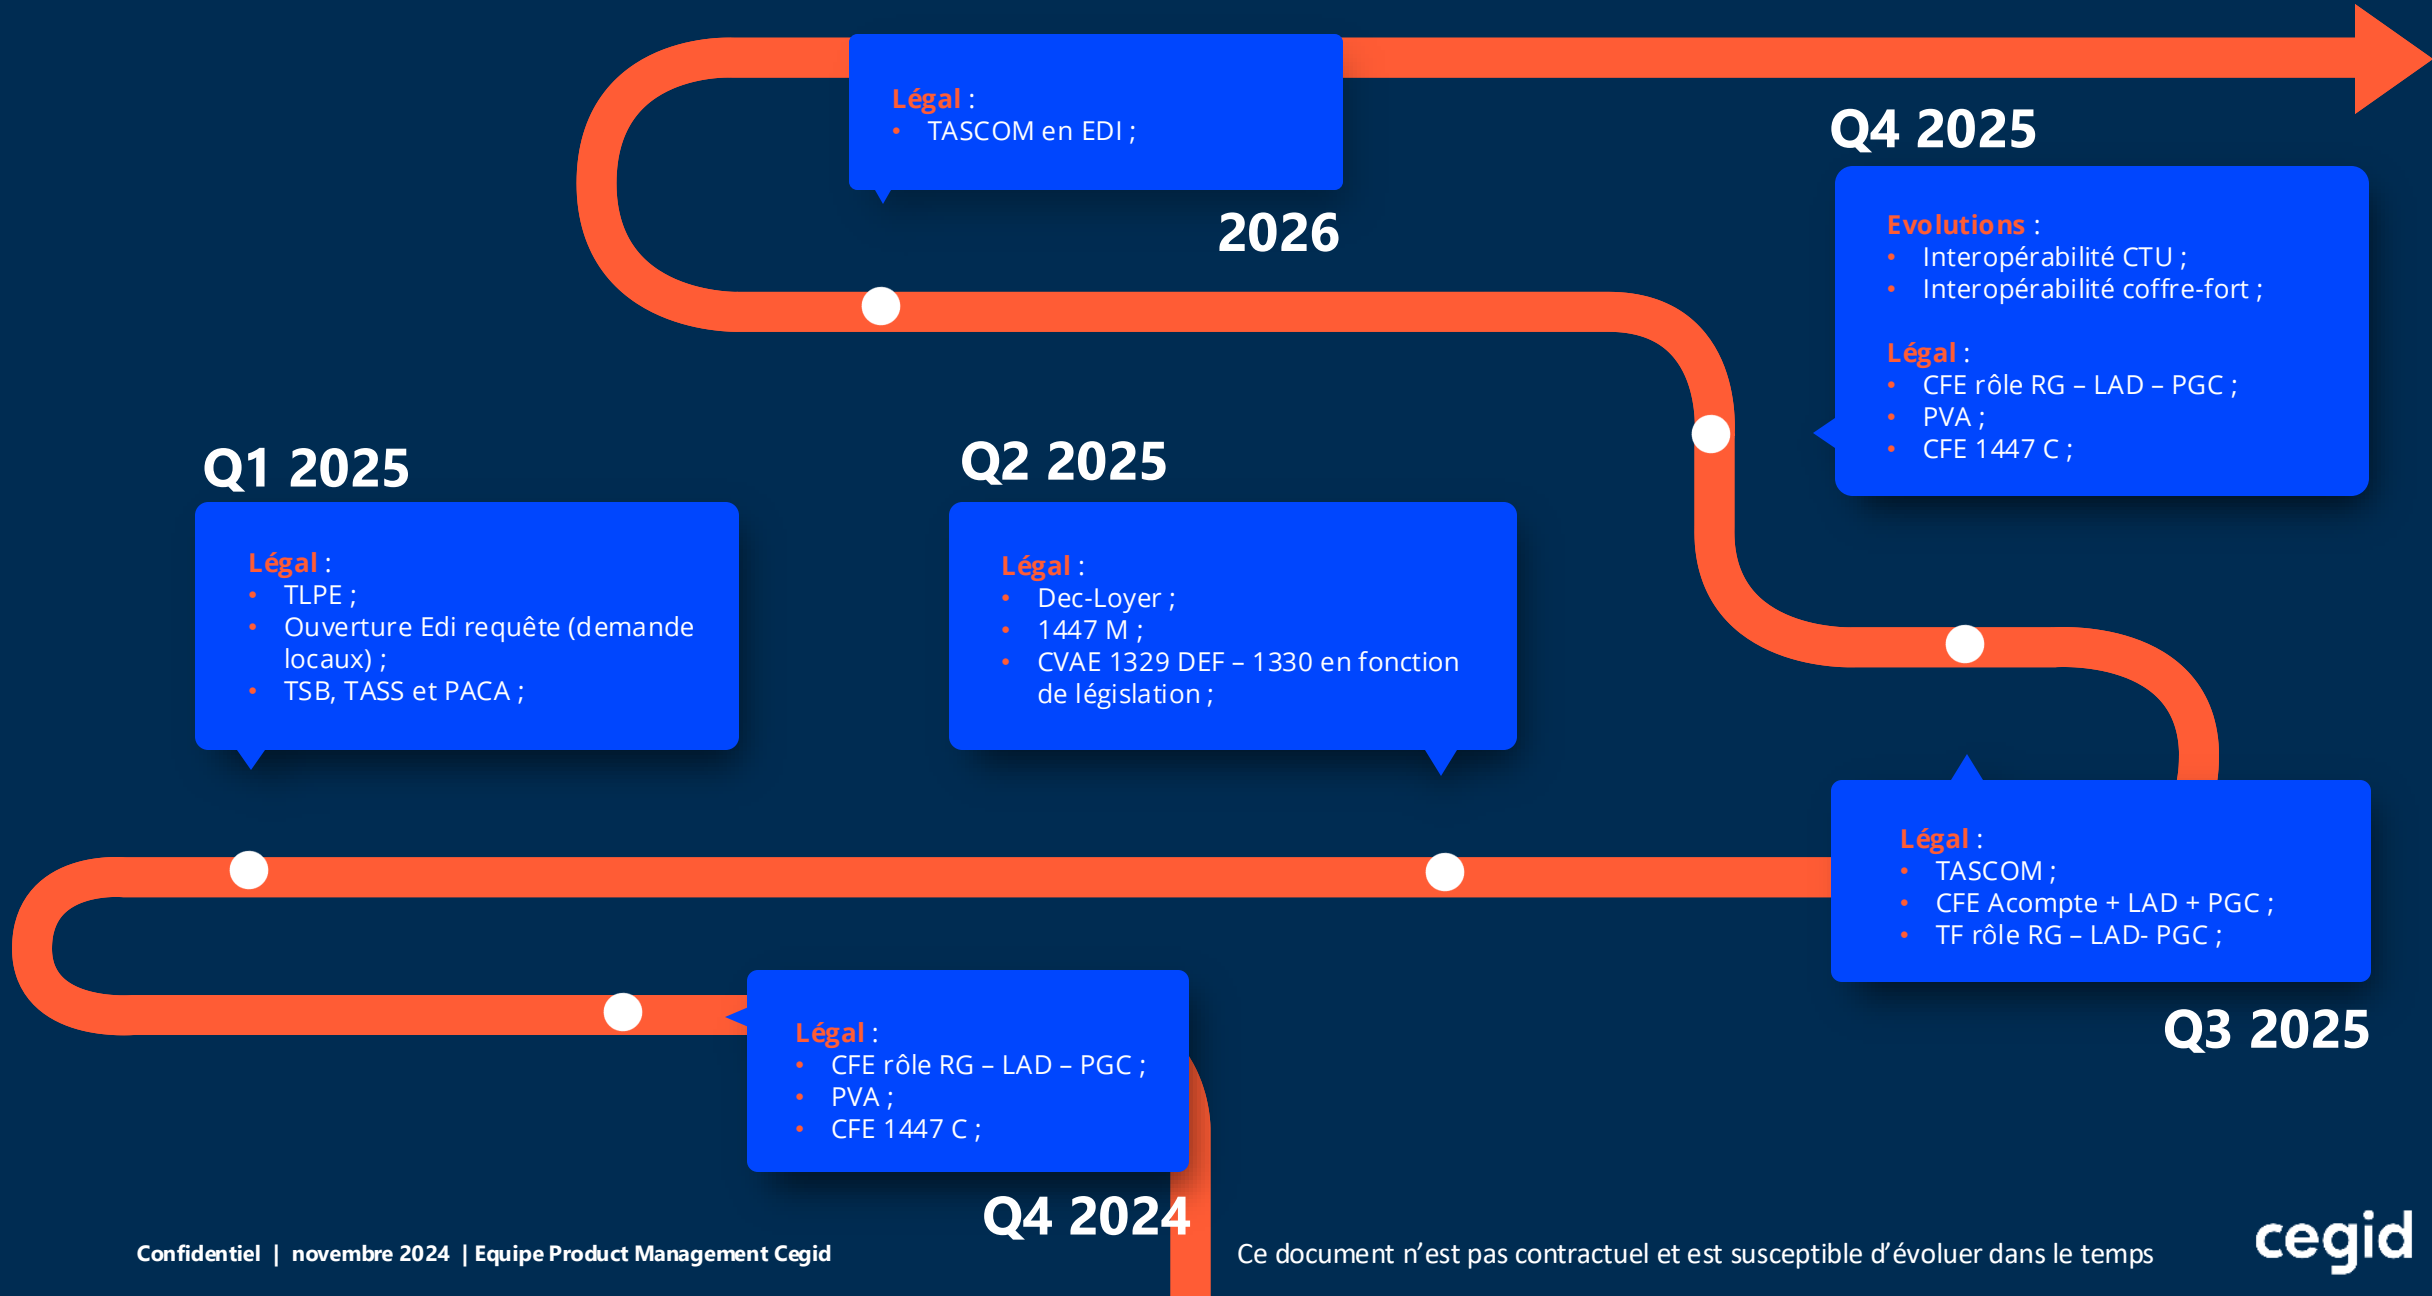 Légal :
• TASCOM en EDI ;
2026
Q4 2025
Evolutions :
• Interopérabilité CTU ;
• Interopérabilité coffre-fort ;
Légal :
• CFE rôle RG – LAD – PGC ;
• PVA ;
• CFE 1447 C ;
Q1 2025
Légal :
• TLPE ;
• Ouverture Edi requête (demande
locaux) ;
• TSB, TASS et PACA ;
Q2 2025
Légal :
• Dec-Loyer ;
• 1447 M ;
• CVAE 1329 DEF – 1330 en fonction
de législation ;
Légal :
• TASCOM ;
• CFE Acompte + LAD + PGC ;
• TF rôle RG – LAD- PGC ;
Q3 2025
Légal :
• CFE rôle RG – LAD – PGC ;
• PVA ;
• CFE 1447 C ;
Q4 2024
Confidentiel | novembre 2024 | Equipe Product Management Cegid
Ce document n’est pas contractuel et est susceptible d’évoluer dans le temps
cegid